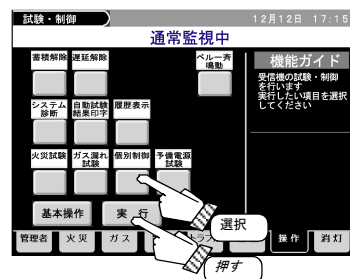 試験・制御
12月12日 17:15
通常監視中
蓄積解除 遅延解除 ベル一斉鳴動
システム診断 自動試験結果印字 履歴表示
火災試験 ガス漏れ試験 個別制御 予備電源試験
基本操作 実行
機能ガイド
受信機の試験・制御
を行います
実行したい項目を選択
してください
選択
管理者 火災 ガス 操作 消灯
押す